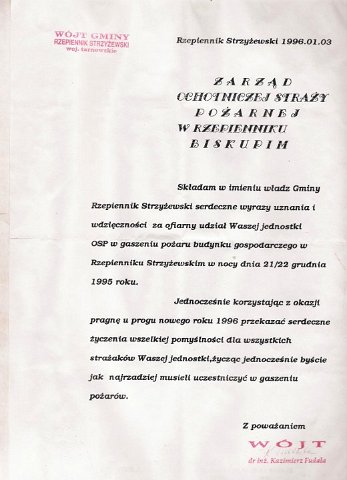 WÓJT GMINY
RZEPIENNIK STRZYŻEWSKI
woj. tarnowskie
Rzepiennik Strzyżewski 1996.01.03
ZARZĄD
OCHOTNICZEJ STRAŻY
POŻARNEJ
W RZEPIENNIKU
BISKUPIM
Składam w imieniu władz Gminy
Rzepiennik Strzyżewski serdeczne wyrazy uznania i
wdzięczności za ofiarny udział Waszej jednostki
OSP w gaszeniu pożaru budynku gospodarczego w
Rzepienniku Strzyżewskim w nocy dnia 21/22 grudnia
1995 roku.
Jednocześnie korzystając z okazji
pragnę u progu nowego roku 1996 przekazać serdeczne
życzenia wszelkiej pomyślności dla wszystkich
strażaków Waszej jednostki,życząc jednocześnie byście
jak najrzadziej musieli uczestniczyć w gaszeniu
pożarów.
Z poważaniem
WÓJT
dr inż. Kazimierz Fudala